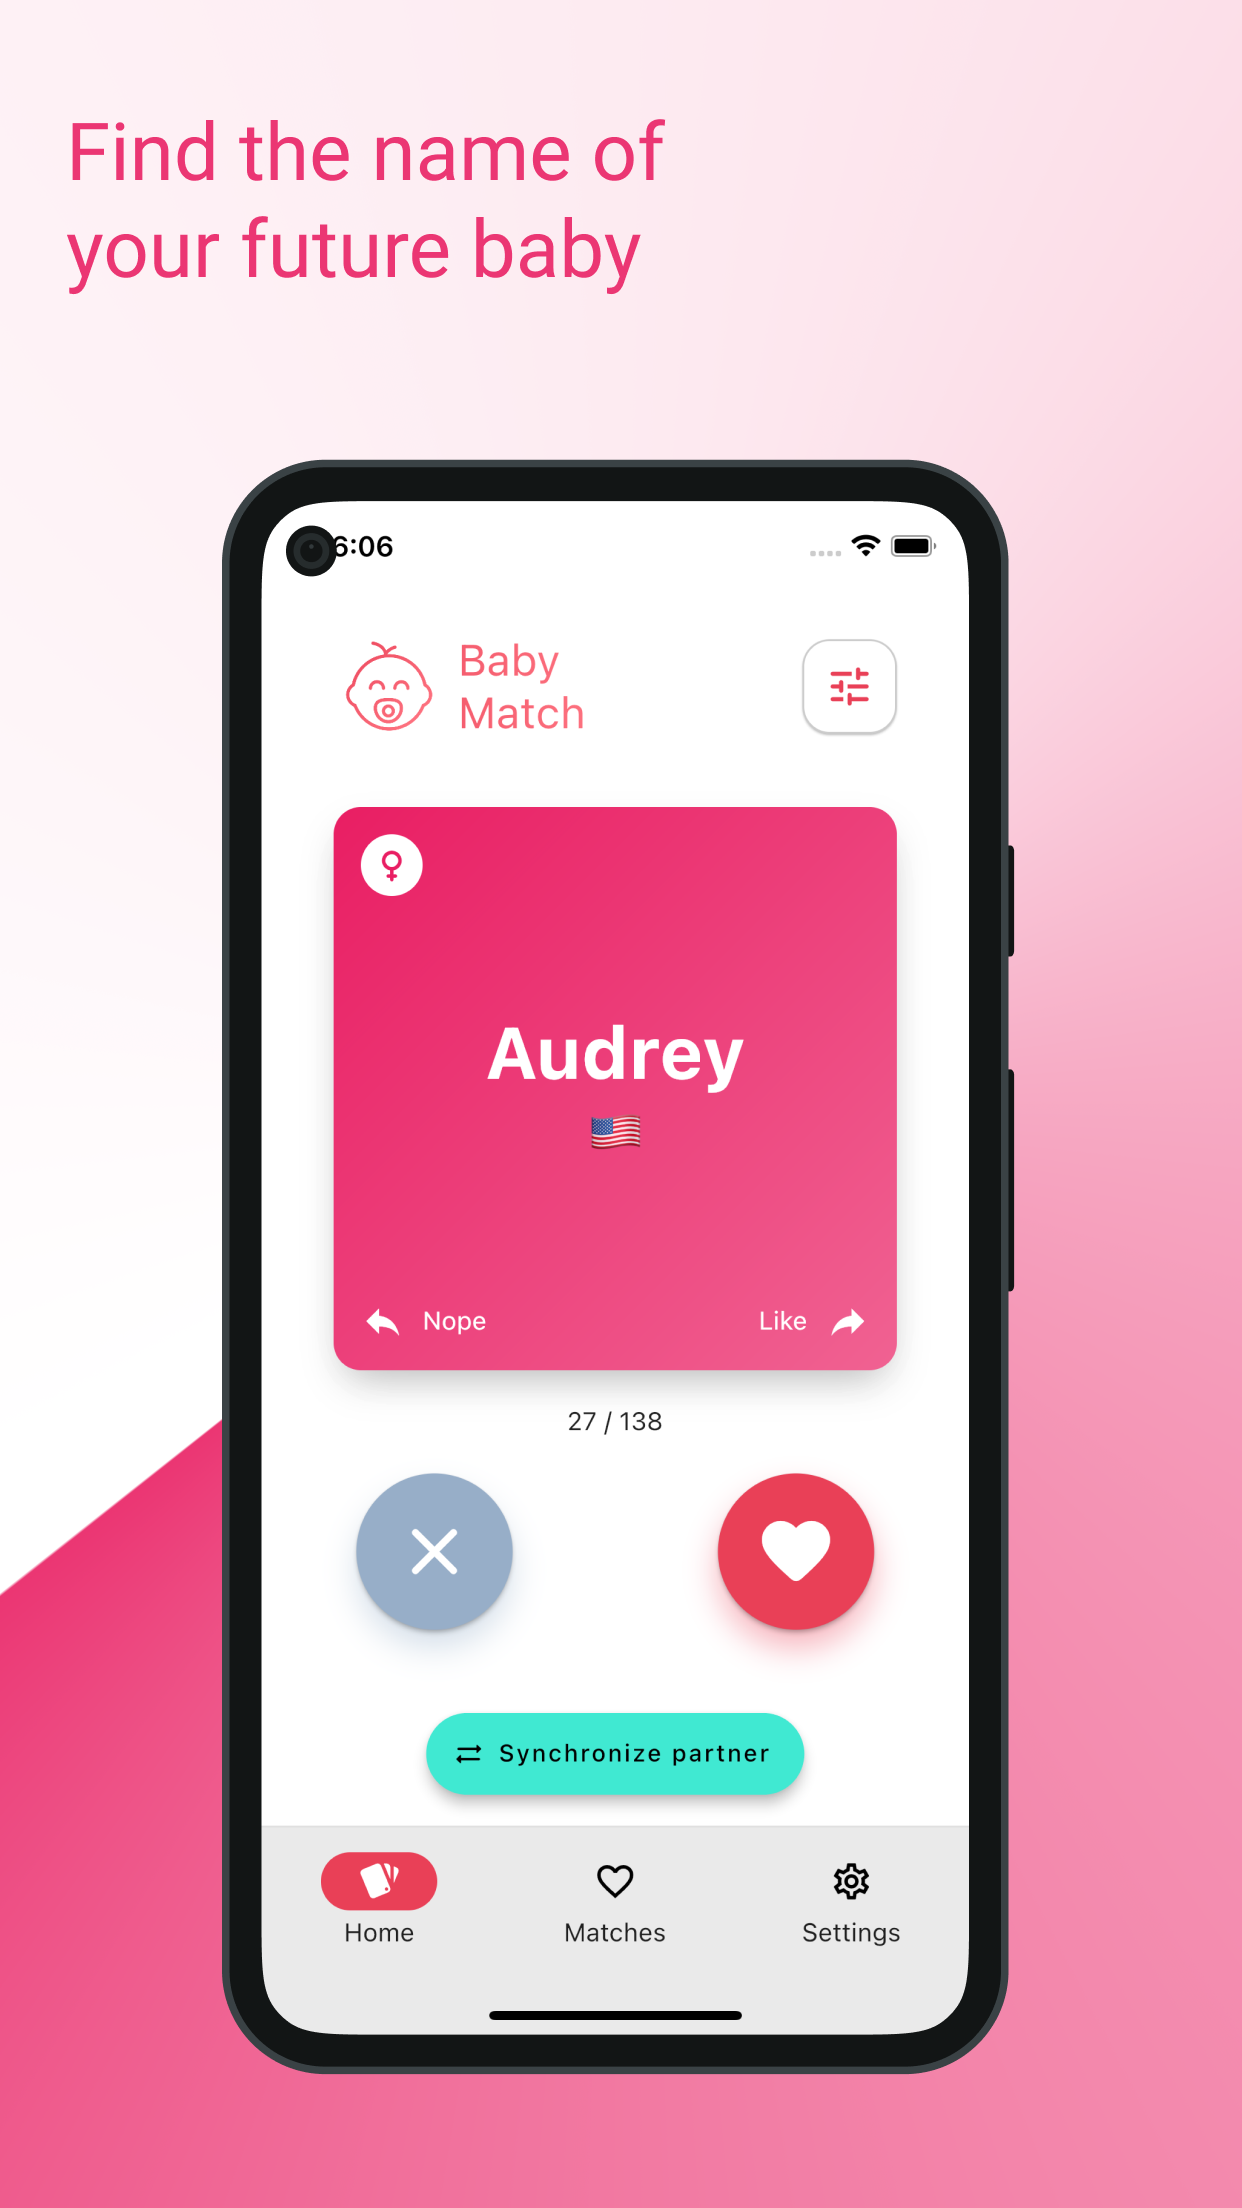 Find the name of
your future baby
6:06
Baby
Match
Audrey
Nope
Like
27 / 138
Synchronize partner
Home
Matches
Settings